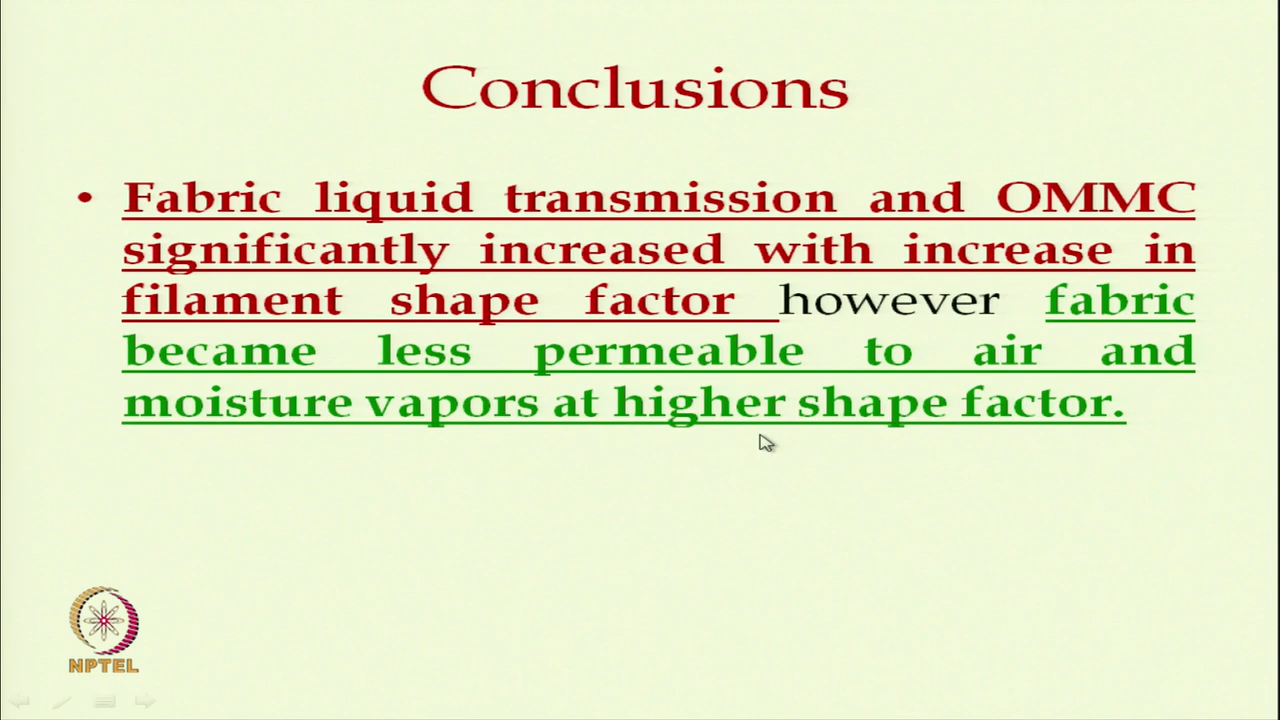 Conclusions
• Fabric liquid transmission and OMMC
significantly increased with increase in
filament shape factor however fabric
became less permeable to air and
moisture vapors at higher shape factor.
NPTEL